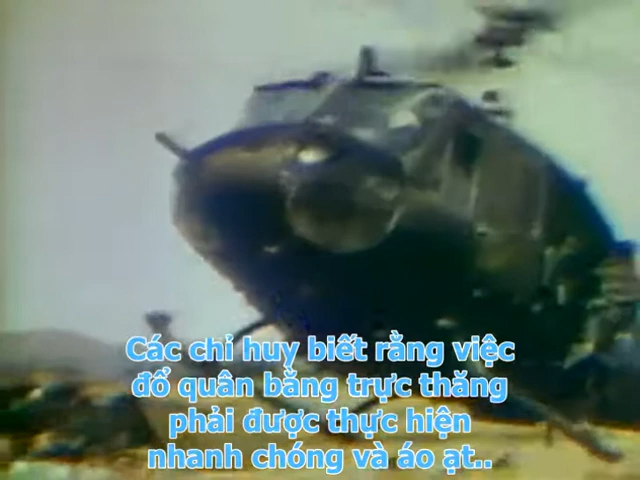 Các chỉ huy biết rằng việc
đổ quân bằng trực thăng
phải được thực hiện
nhanh chóng và áo ạt..